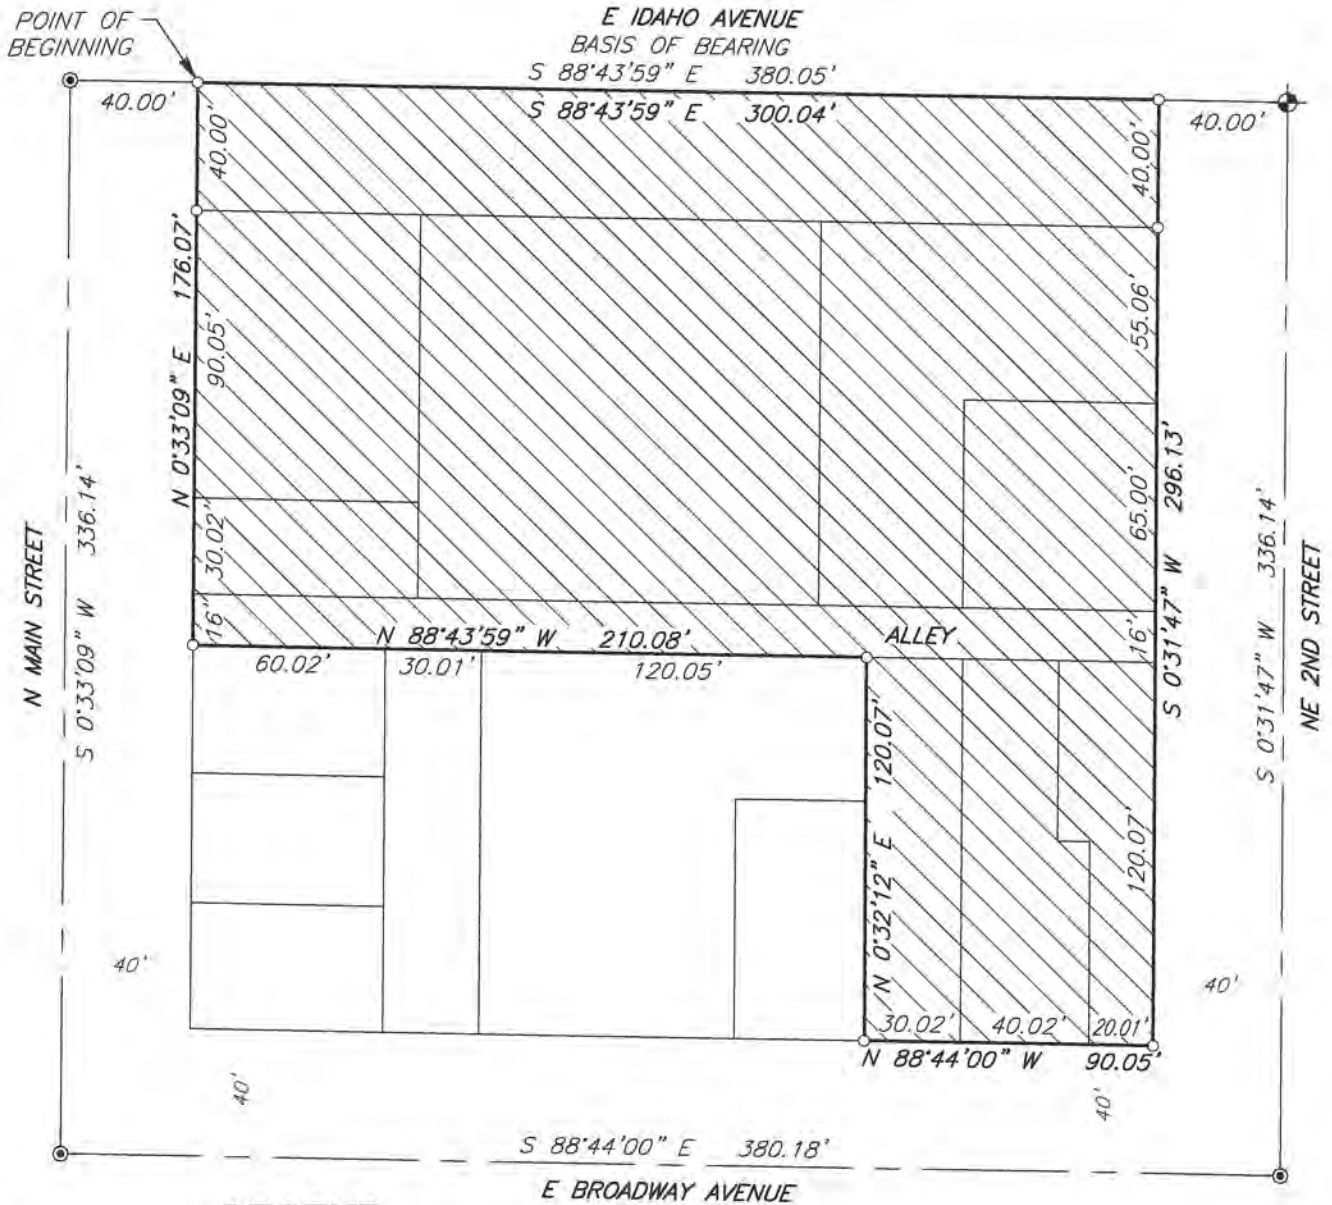 POINT OF
BEGINNING
E IDAHO AVENUE
BASIS OF BEARING
S 88°43'59" E 380.05'
S 88°43'59" E 300.04'
40.00'
40.00'
40.00'
40.00'
N 0°33'09" E 176.07'
90.05'
30.02"
16"
55.06'
65.00'
16'
S 0°31'47" W 296.13'
N MAIN STREET
S 0°33'09" W 336.14'
S 0°31'47" W 336.14'
NE 2ND STREET
N 88°43'59" W 210.08'
ALLEY
60.02'
30.01'
120.05'
N 0°32'12" E 120.07'
120.07'
40'
40'
30.02'
40.02'
20.01'
N 88°44'00" W 90.05'
40'
40'
S 88°44'00" E 380.18'
E BROADWAY AVENUE